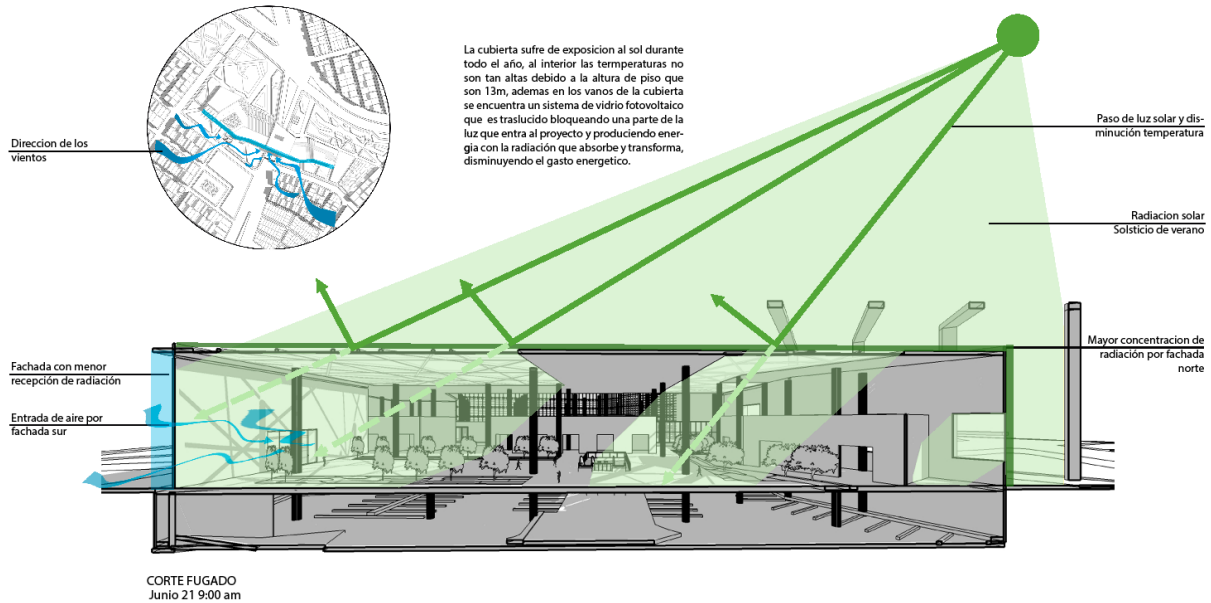 La cubierta sufre de exposicion al sol durante
todo el año, al interior las termperaturas no
son tan altas debido a la altura de piso que
son 13m, ademas en los vanos de la cubierta
se encuentra un sistema de vidrio fotovoltaico
que es traslucido bloqueando una parte de la
luz que entra al proyecto y produciendo ener-
gia con la radiación que absorbe y transforma,
disminuyendo el gasto energetico.
Direccion de los
vientos
Paso de luz solar y dis-
minución temperatura
Radiacion solar
Solsticio de verano
Fachada con menor
recepción de radiación
Mayor concentracion de
radiación por fachada
norte
Entrada de aire por
fachada sur
CORTE FUGADO
Junio 21 9:00 am